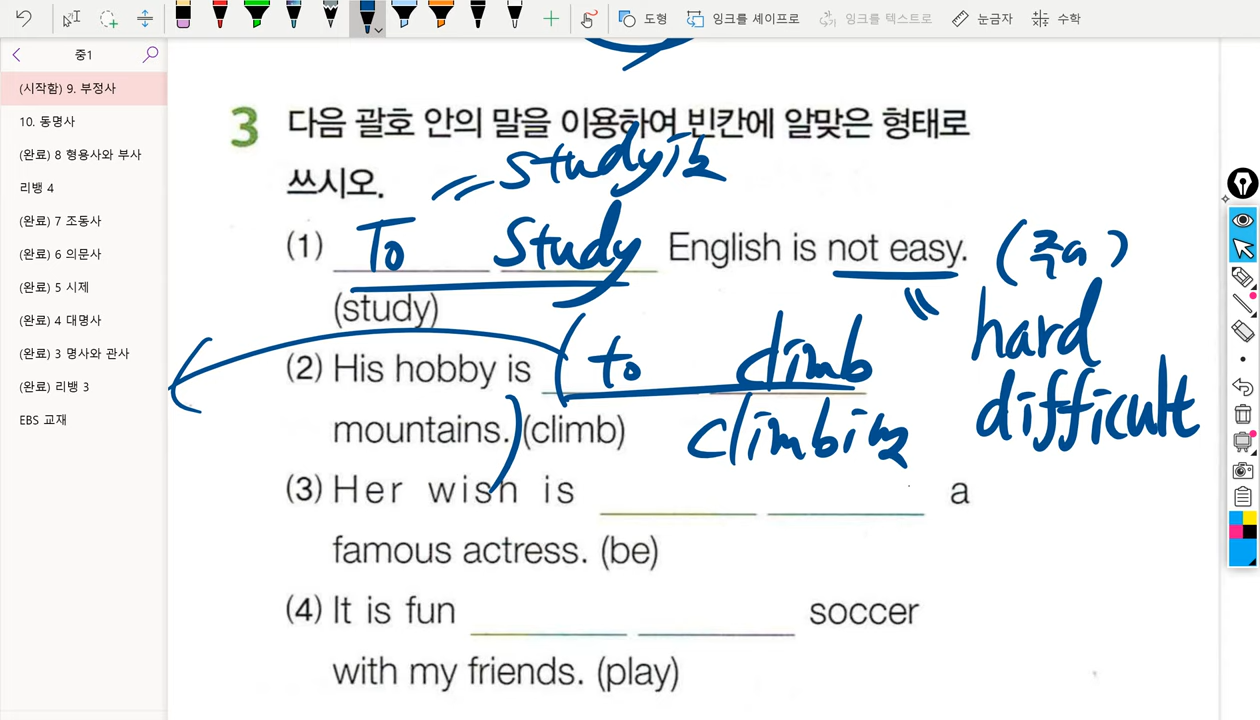 도형
잉크를 셰이프로
잉크를 텍스트로
눈금자
수학
중1
(시작함) 9. 부정사
10. 동명사
(완료) 8 형용사와 부사
리뱅 4
(완료) 7 조동사
(완료) 6 의문사
(완료) 5 시제
(완료) 4 대명사
(완료) 3 명사와 관사
(완료) 리뱅 3
EBS 교재
3 다음 괄호 안의 말을 이용하여 빈칸에 알맞은 형태로
쓰시오.
(1) To Study English is not easy.
(study)
hard
difficult
(2) His hobby is (to climb
mountains.) (climb)
climbing
(3) Her wish is a
famous actress. (be)
(4) It is fun soccer
with my friends. (play)